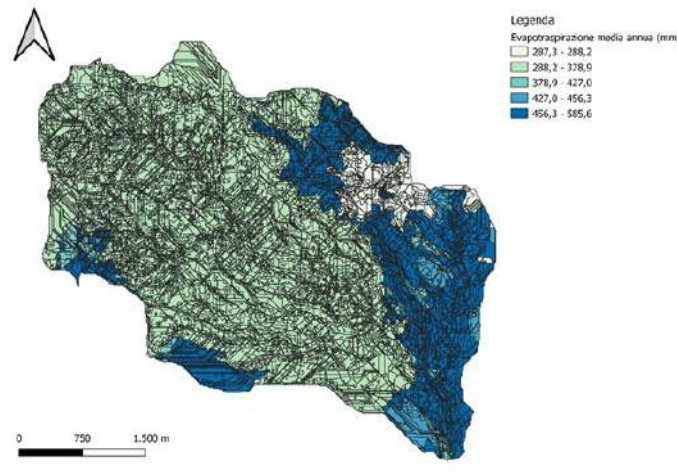 Legenda
Evapotraspirazione media annua (mm
287,3 - 288,2
288,2 - 378,9
378,9 - 427,0
427,0 - 456,3
456,3 - 585,6
0 750 1.500 m